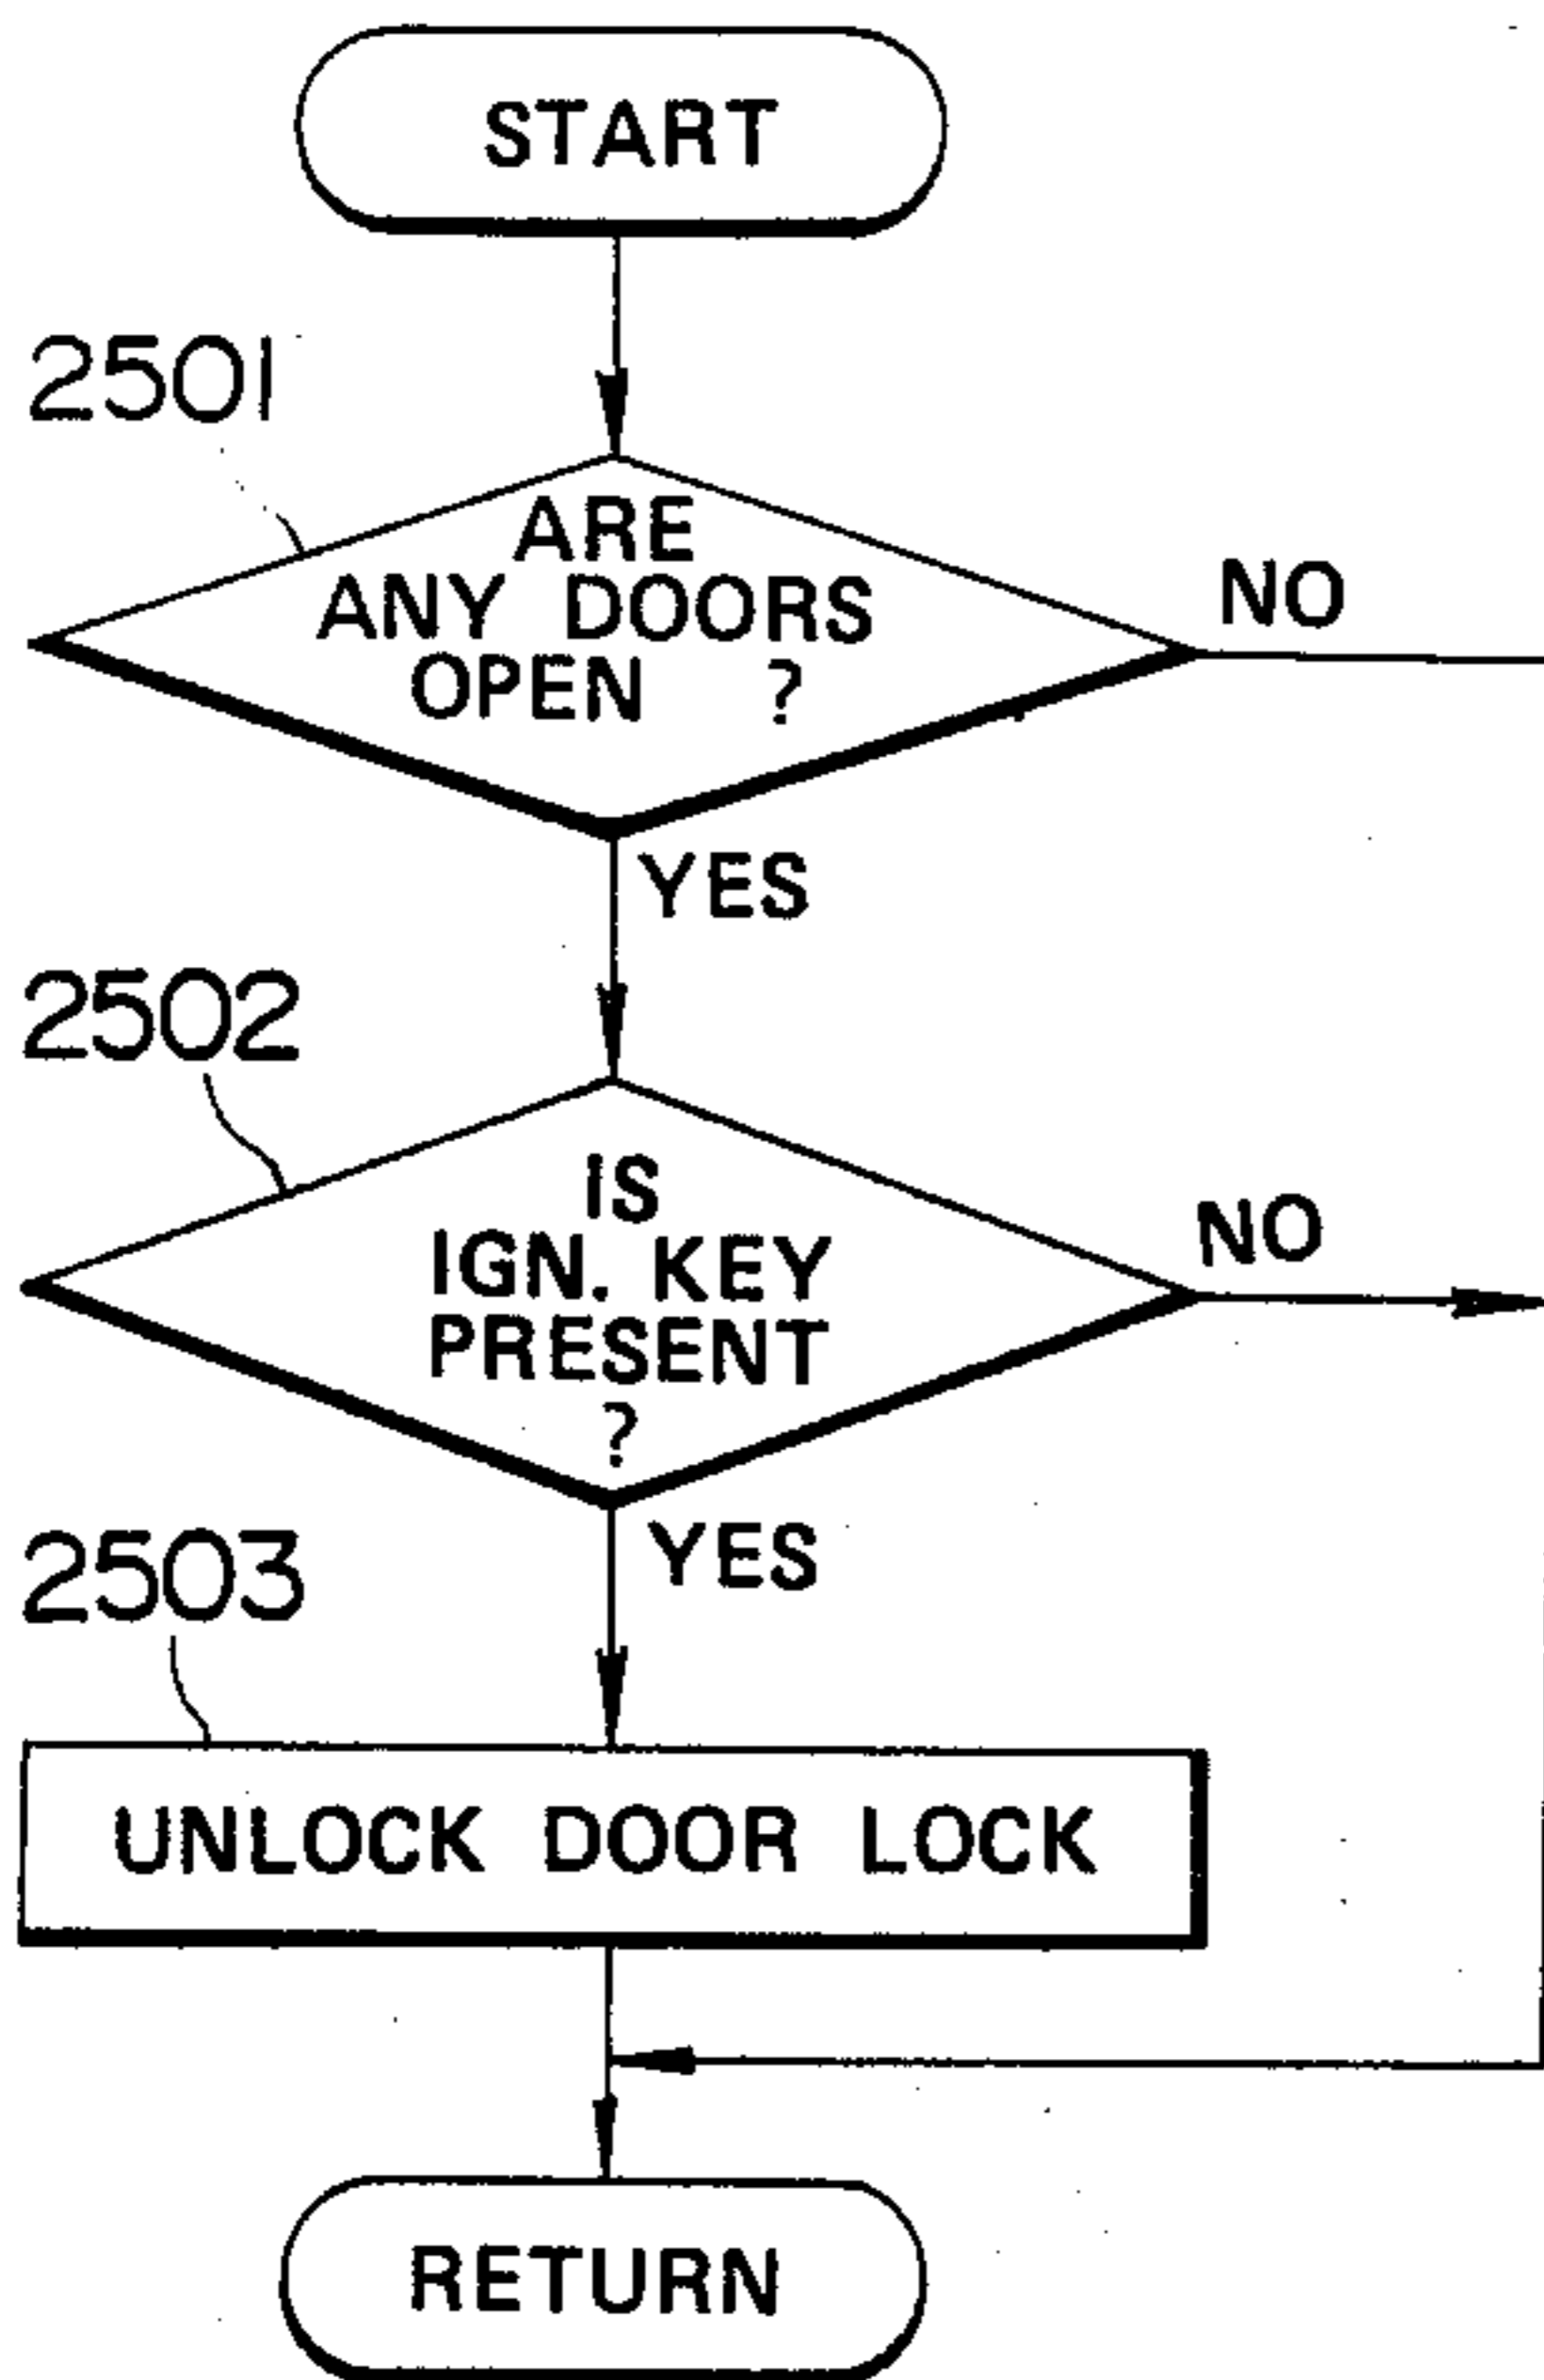 START
2501
ARE
ANY DOORS
OPEN ?
NO
YES
2502
IS
IGN. KEY
PRESENT
?
NO
YES
2503
UNLOCK DOOR LOCK
RETURN